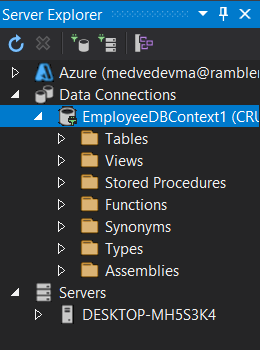 Server Explorer
Azure (medvedevma@rambler
Data Connections
EmployeeDBContext1 (CRU
Tables
Views
Stored Procedures
Functions
Synonyms
Types
Assemblies
Servers
DESKTOP-MH5S3K4